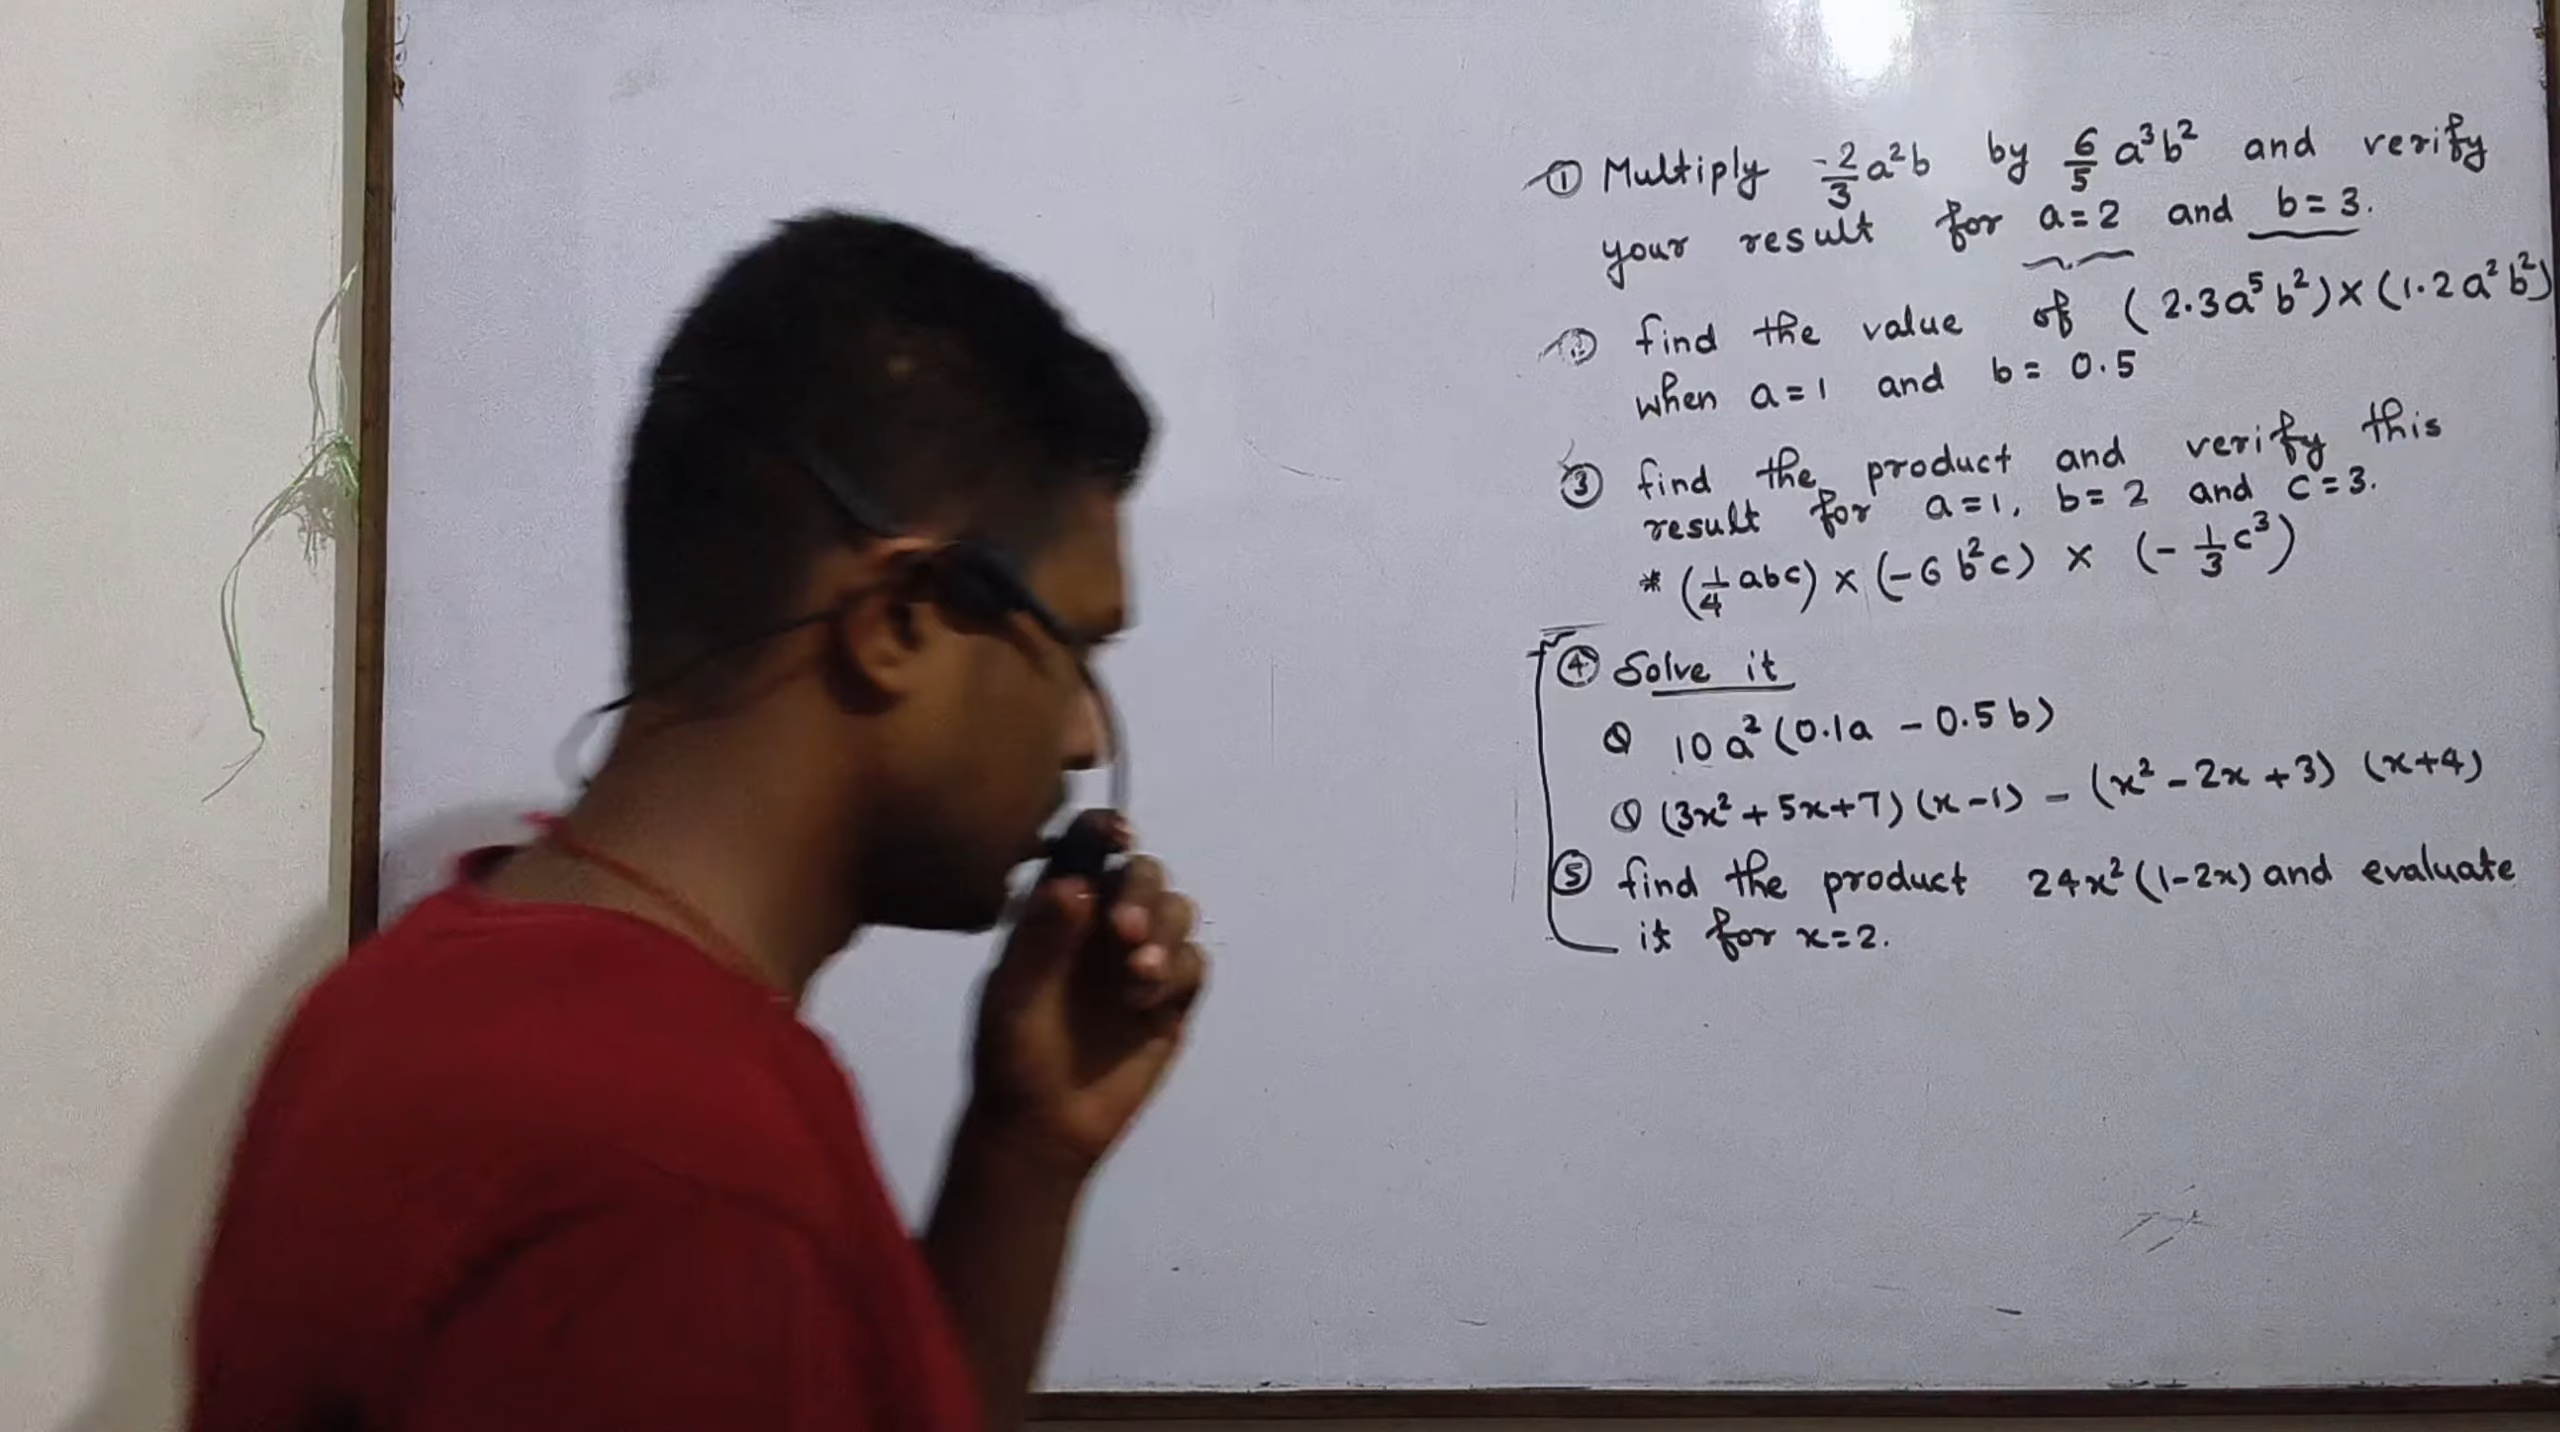 ① Multiply -2/3 a²b by 6/5 a³b² and verify
your result for a=2 and b=3.
② find the value of (2.3a⁵b²)×(1.2a²b²)
when a=1 and b=0.5
③ find the product and verify this
result for a=1, b=2 and c=3.
* (1/4 abc) × (-6b²c) × (-1/3 c³)
④ Solve it
10a²(0.1a - 0.5b)
(3x²+5x+7)(x-1) - (x²-2x+3)(x+4)
⑤ find the product 24x²(1-2x) and evaluate
it for x=2.